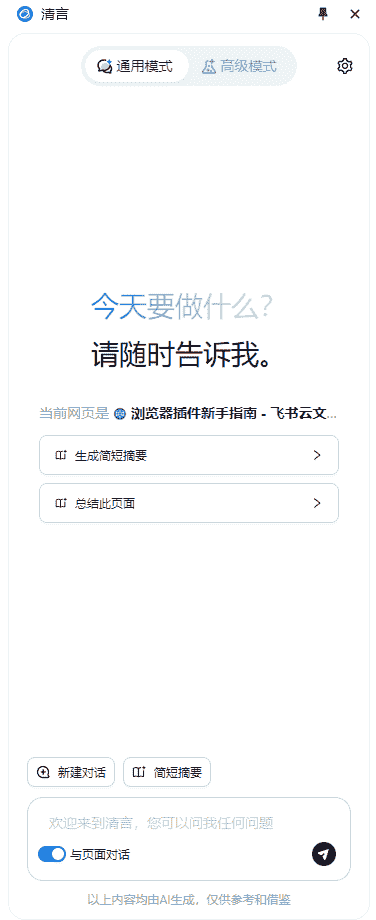 清言
通用模式 高级模式
今天要做什么？
请随时告诉我。
当前网页是 浏览器插件新手指南 - 飞书云文...
生成简短摘要
总结此页面
新建对话 简短摘要
欢迎来到清言，您可以问我任何问题
与页面对话
以上内容均由AI生成，仅供参考和借鉴